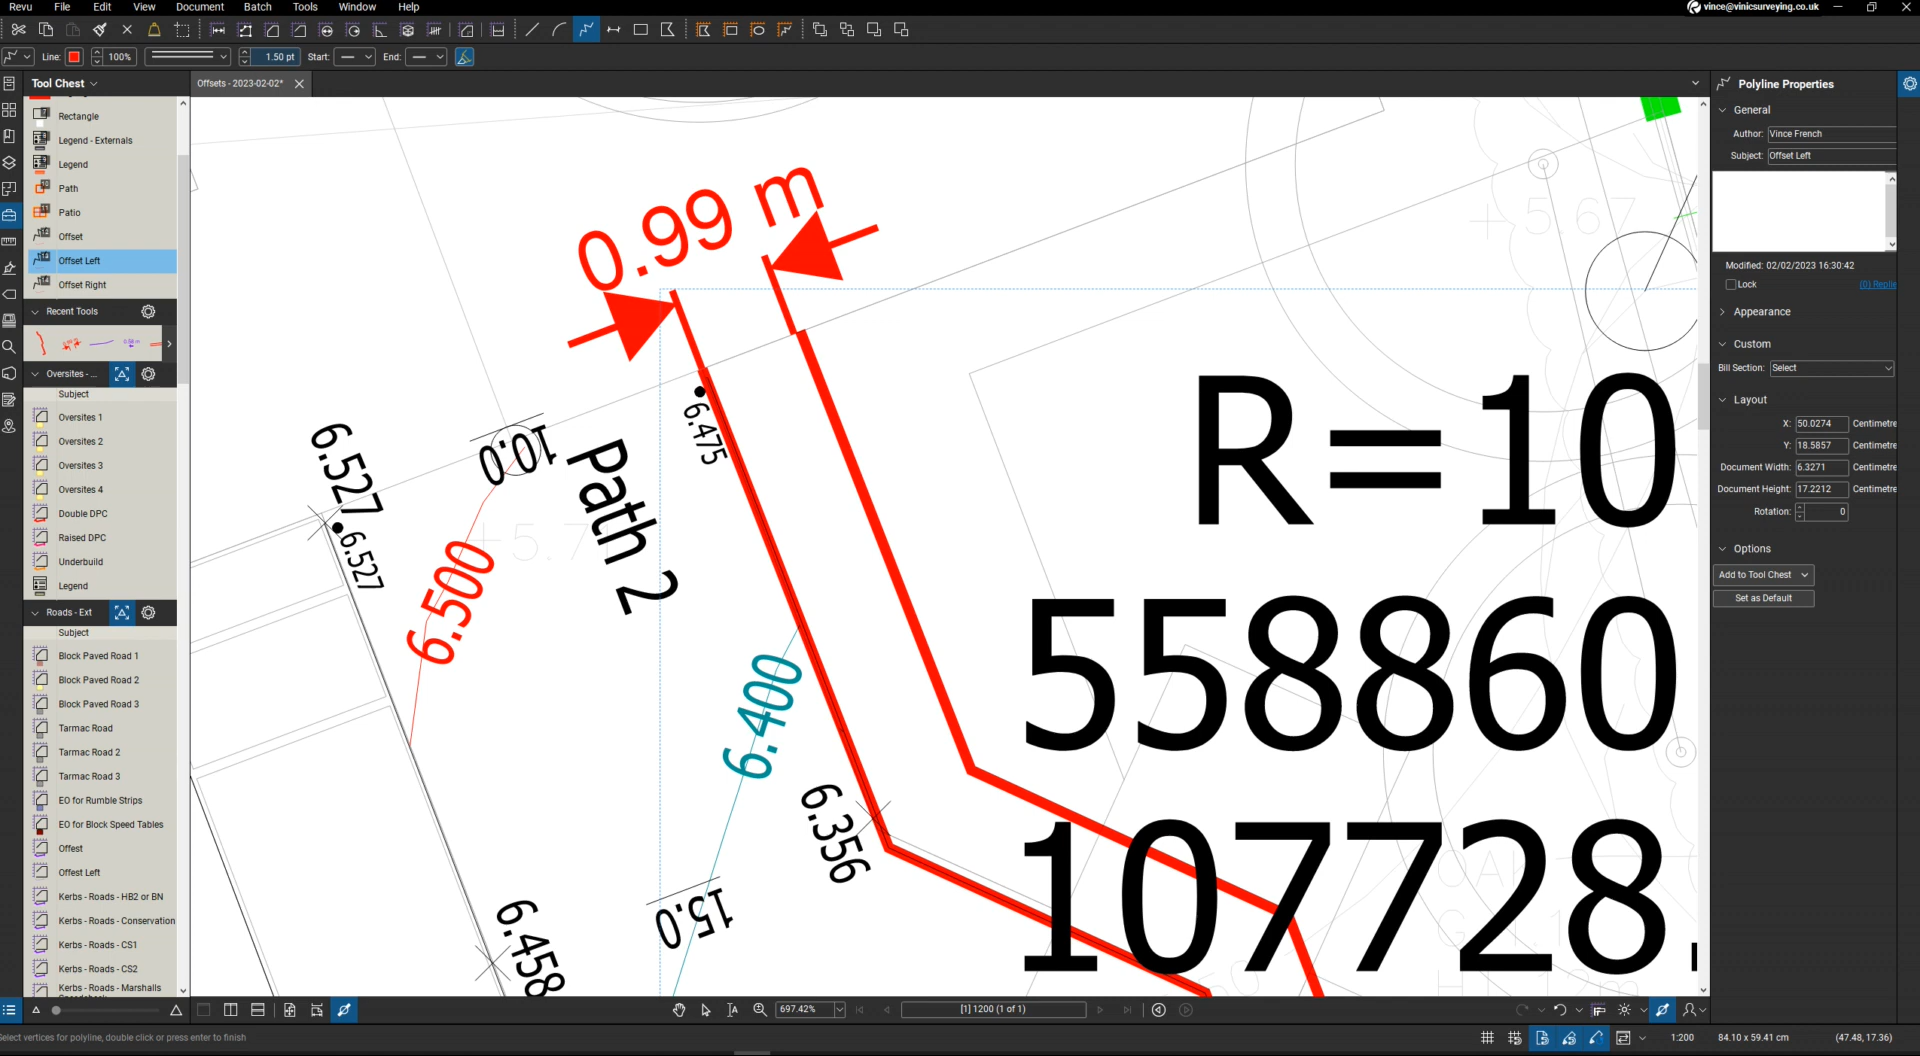 Revu File Edit View Document Batch Tools Window Help
vince@vinicsurveying.co.uk
Line: 100% 1.50 pt Start: End:
Tool Chest
Offsets - 2023-02-02*
Rectangle
Legend - Externals
Legend
Path
Patio
Offset
Offset Left
Offset Right
Recent Tools
Oversites - ...
Subject
Oversites 1
Oversites 2
Oversites 3
Oversites 4
Double DPC
Raised DPC
Underbuild
Legend
Roads - Ext
Subject
Block Paved Road 1
Block Paved Road 2
Block Paved Road 3
Tarmac Road
Tarmac Road 2
Tarmac Road 3
EO for Rumble Strips
EO for Block Speed Tables
Offest
Offest Left
Kerbs - Roads - HB2 or BN
Kerbs - Roads - Conservation
Kerbs - Roads - CS1
Kerbs - Roads - CS2
Kerbs - Roads - Marshalls
0.99 m
+5.67
6.475
10.0
Path 2
6.527
6.527
6.500
R=10
558860
107728.
6.400
6.356
15.0
6.458
Polyline Properties
General
Author: Vince French
Subject: Offset Left
Modified: 02/02/2023 16:30:42
Lock (0) Replie
Appearance
Custom
Bill Section: Select
Layout
X: 50.0274 Centimetre
Y: 18.5857 Centimetre
Document Width: 6.3271 Centimetre
Document Height: 17.2212 Centimetre
Rotation: 0
Options
Add to Tool Chest
Set as Default
697.42% [1] 1200 (1 of 1)
elect vertices for polyline, double click or press enter to finish
1:200 84.10 x 59.41 cm (47.48, 17.36)